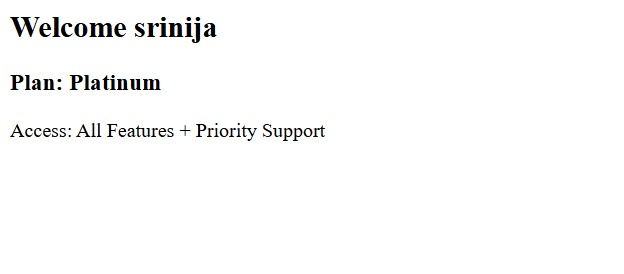 Welcome srinija
Plan: Platinum
Access: All Features + Priority Support